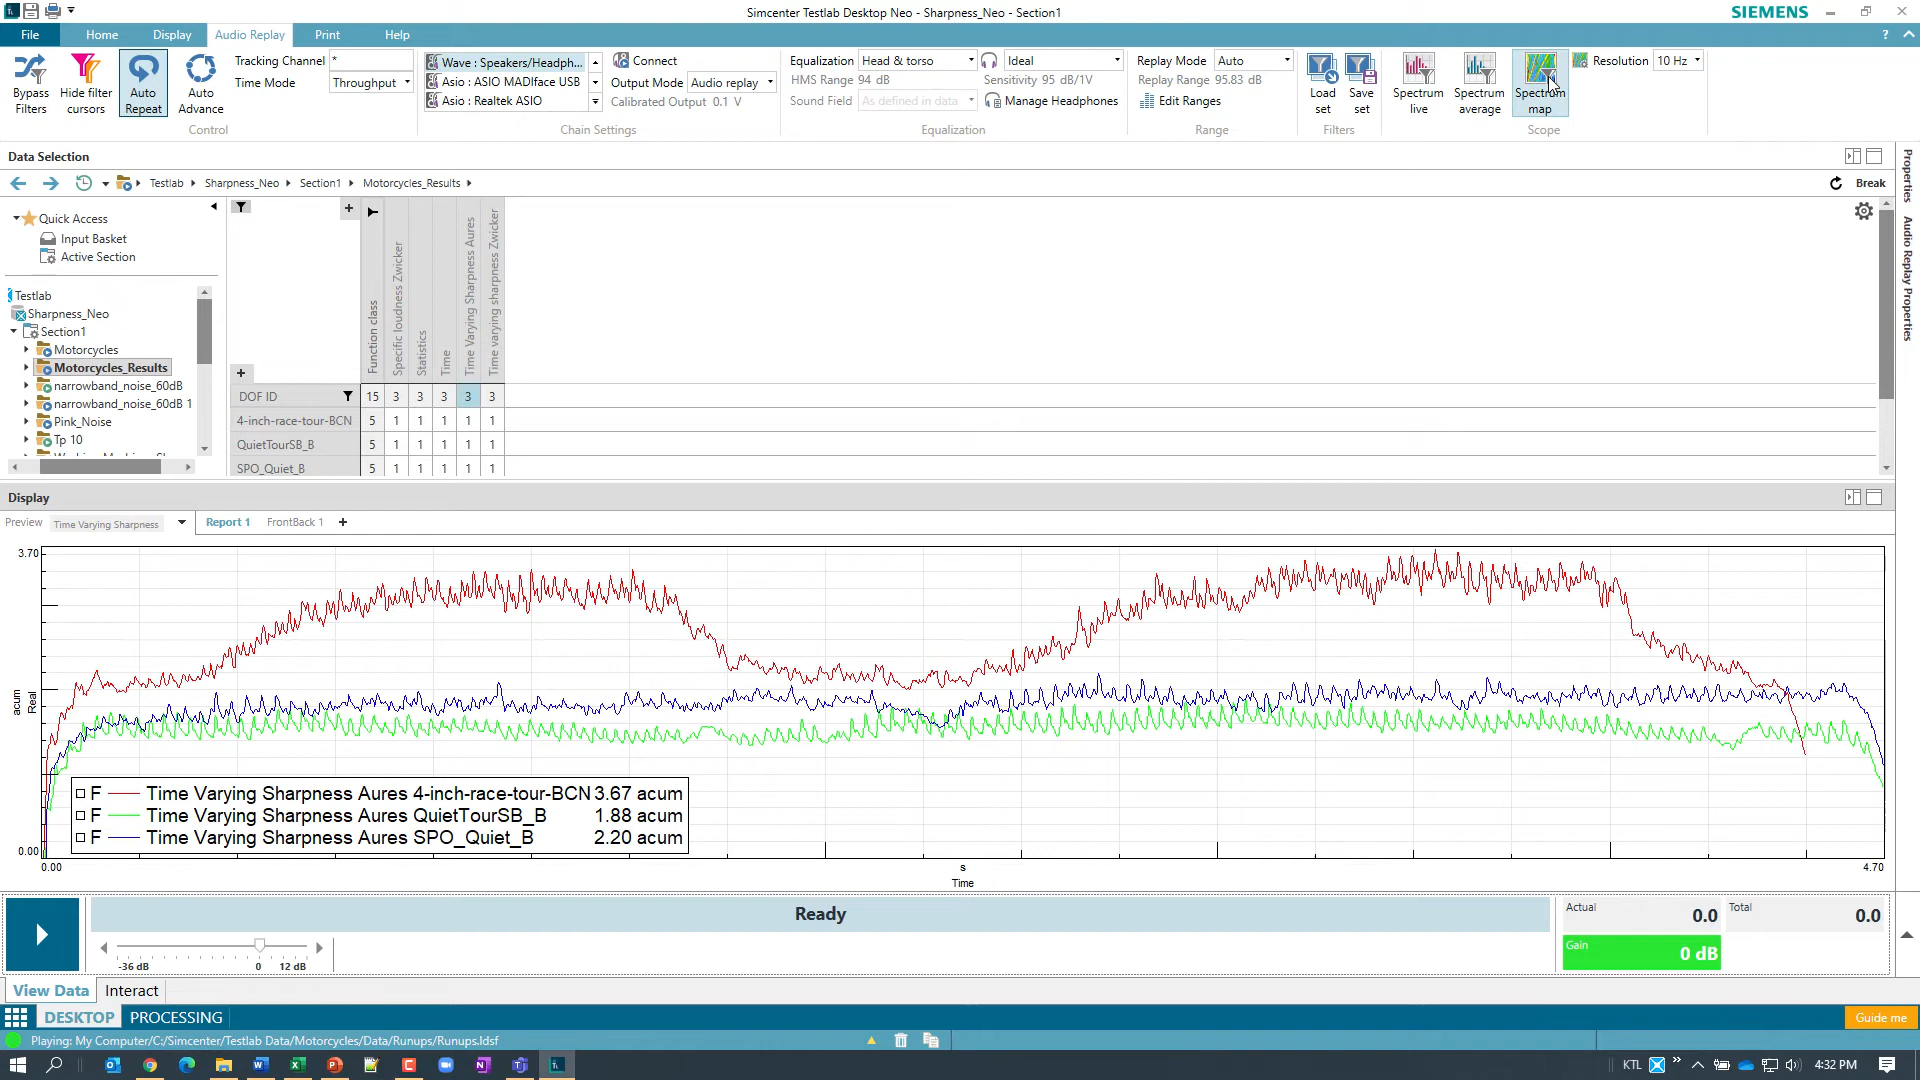 Simcenter Testlab Desktop Neo - Sharpness_Neo - Section1
SIEMENS
File Home Display Audio Replay Print Help
Bypass Filters
Hide filter cursors
Auto Repeat
Auto Advance
Tracking Channel *
Time Mode Throughput
Control
Wave : Speakers/Headph...
Asio : ASIO MADIface USB
Asio : Realtek ASIO
Connect
Output Mode Audio replay
Calibrated Output 0.1 V
Chain Settings
Equalization Head & torso Ideal
HMS Range 94 dB Sensitivity 95 dB/1V
Sound Field As defined in data Manage Headphones
Equalization
Replay Mode Auto
Replay Range 95.83 dB
Edit Ranges
Range
Load set
Save set
Filters
Spectrum live
Spectrum average
Spectrum map
Resolution 10 Hz
Scope
Data Selection
Testlab Sharpness_Neo Section1 Motorcycles_Results
Break
Properties
Audio Replay Properties
Quick Access
Input Basket
Active Section
Testlab
Sharpness_Neo
Section1
Motorcycles
Motorcycles_Results
narrowband_noise_60dB
narrowband_noise_60dB 1
Pink_Noise
Tp 10
Function class
Specific loudness Zwicker
Statistics
Time
Time Varying Sharpness Aures
Time varying sharpness Zwicker
DOF ID 15 3 3 3 3 3
4-inch-race-tour-BCN 5 1 1 1 1 1
QuietTourSB_B 5 1 1 1 1 1
SPO_Quiet_B 5 1 1 1 1 1
Display
Preview Time Varying Sharpness Report 1 FrontBack 1 +
3.70
acum
Real
0.00
F Time Varying Sharpness Aures 4-inch-race-tour-BCN 3.67 acum
F Time Varying Sharpness Aures QuietTourSB_B 1.88 acum
F Time Varying Sharpness Aures SPO_Quiet_B 2.20 acum
0.00 s 4.70
Time
Ready
-36 dB 0 12 dB
Actual 0.0 Total 0.0
Gain 0 dB
View Data Interact
DESKTOP PROCESSING
Guide me
Playing: My Computer/C:/Simcenter/Testlab Data/Motorcycles/Data/Runups/Runups.ldsf
KTL 4:32 PM